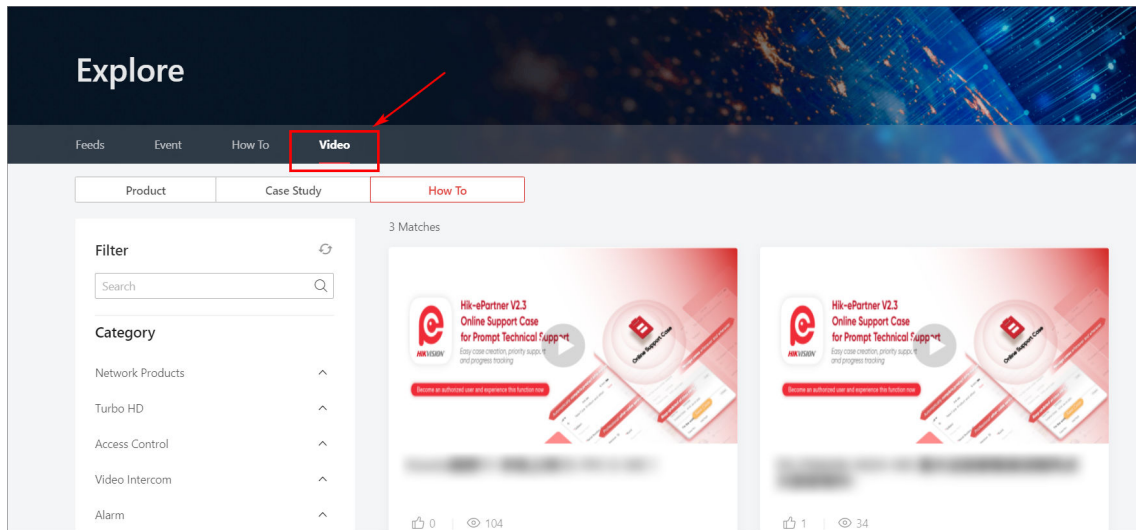 Explore
Feeds Event How To Video
Product Case Study How To
3 Matches
Filter
Search
Category
Network Products
Turbo HD
Access Control
Video Intercom
Alarm
Hik-ePartner V2.3
Online Support Case
for Prompt Technical Support
Easy case creation, priority support
and progress tracking
HIKVISION
Become an authorized user and experience this function now
Online Support Case
0 104
Hik-ePartner V2.3
Online Support Case
for Prompt Technical Support
Easy case creation, priority support
and progress tracking
HIKVISION
Become an authorized user and experience this function now
Online Support Case
1 34